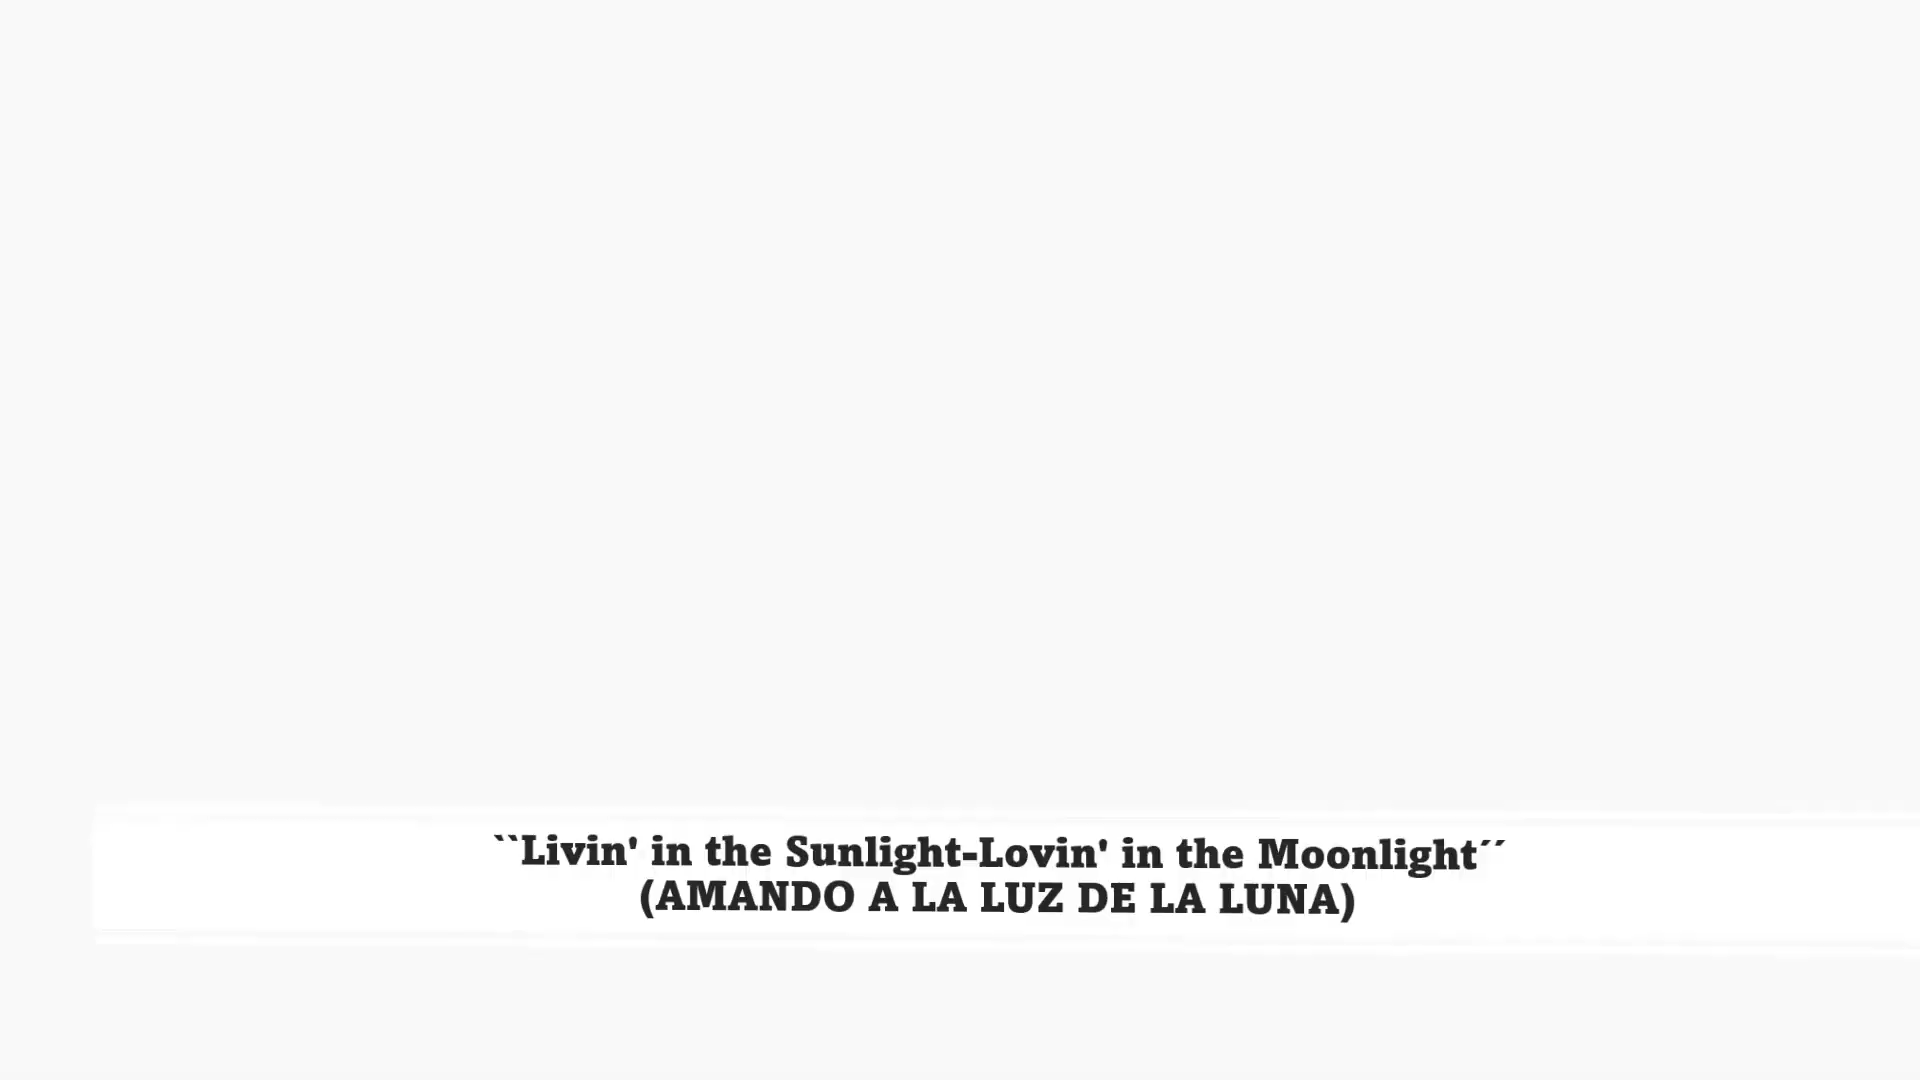 ``Livin' in the Sunlight-Lovin' in the Moonlight´´
(AMANDO A LA LUZ DE LA LUNA)